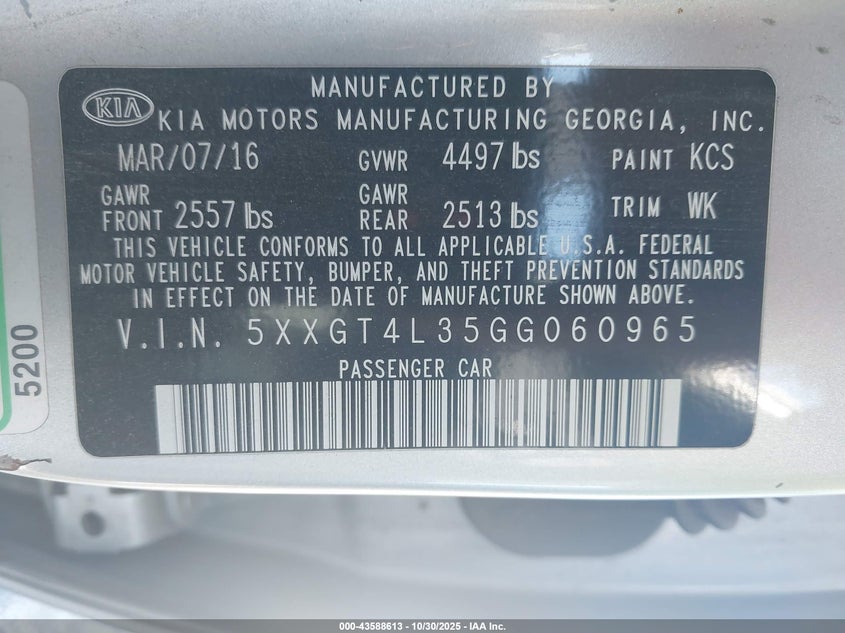 MANUFACTURED BY
KIA KIA MOTORS MANUFACTURING GEORGIA, INC.
MAR/07/16 GVWR 4497 lbs PAINT KCS
GAWR FRONT 2557 lbs GAWR REAR 2513 lbs TRIM WK
THIS VEHICLE CONFORMS TO ALL APPLICABLE U.S.A. FEDERAL
MOTOR VEHICLE SAFETY, BUMPER, AND THEFT PREVENTION STANDARDS
IN EFFECT ON THE DATE OF MANUFACTURE SHOWN ABOVE.
V.I.N. 5XXGT4L35GG060965
PASSENGER CAR
5200
000-43588613 | 10/30/2025 - IAA Inc.